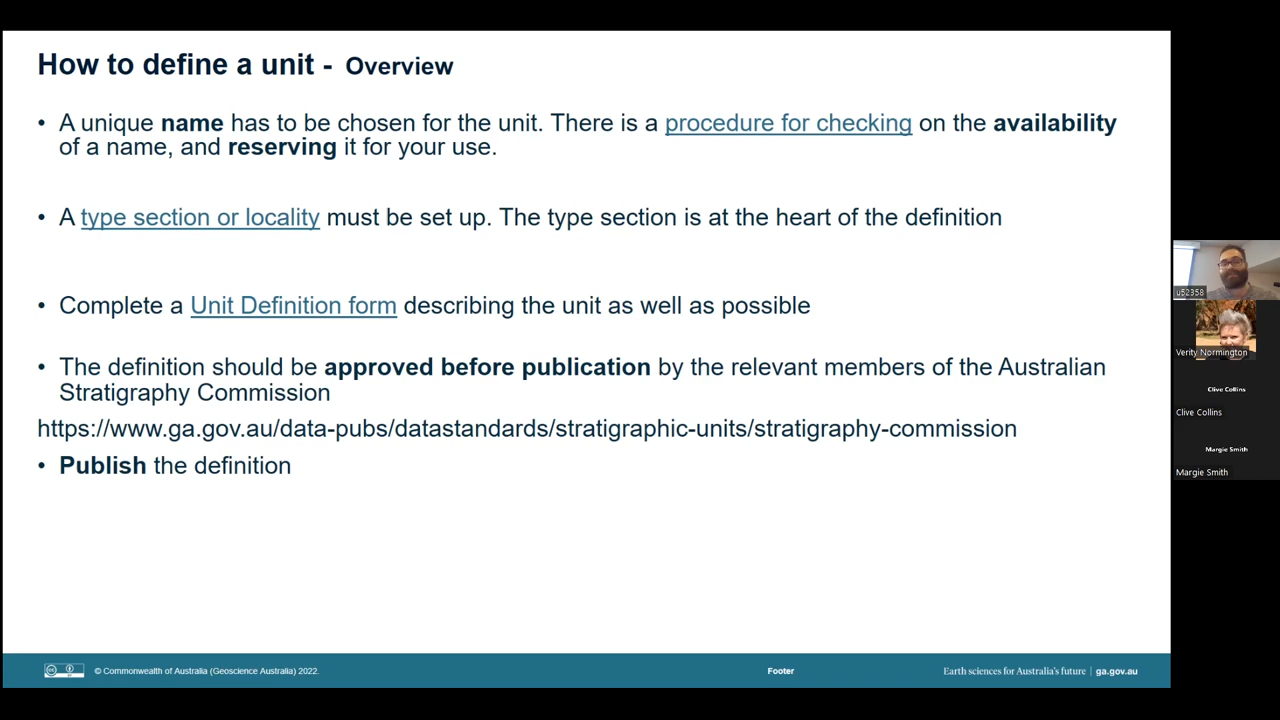 How to define a unit - Overview
• A unique name has to be chosen for the unit. There is a procedure for checking on the availability
of a name, and reserving it for your use.
• A type section or locality must be set up. The type section is at the heart of the definition
• Complete a Unit Definition form describing the unit as well as possible
• The definition should be approved before publication by the relevant members of the Australian
Stratigraphy Commission
https://www.ga.gov.au/data-pubs/datastandards/stratigraphic-units/stratigraphy-commission
• Publish the definition
© Commonwealth of Australia (Geoscience Australia) 2022.
Footer
Earth sciences for Australia's future | ga.gov.au
u52358
Verity Normington
Clive Collins
Clive Collins
Margie Smith
Margie Smith